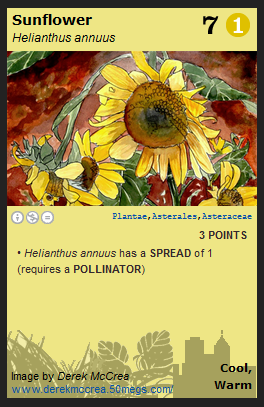 Sunflower
7 1
Helianthus annuus
Plantae,Asterales,Asteraceae
3 POINTS
• Helianthus annuus has a SPREAD of 1
(requires a POLLINATOR)
Cool,
Warm
Image by Derek McCrea
www.derekmccrea.50megs.com/